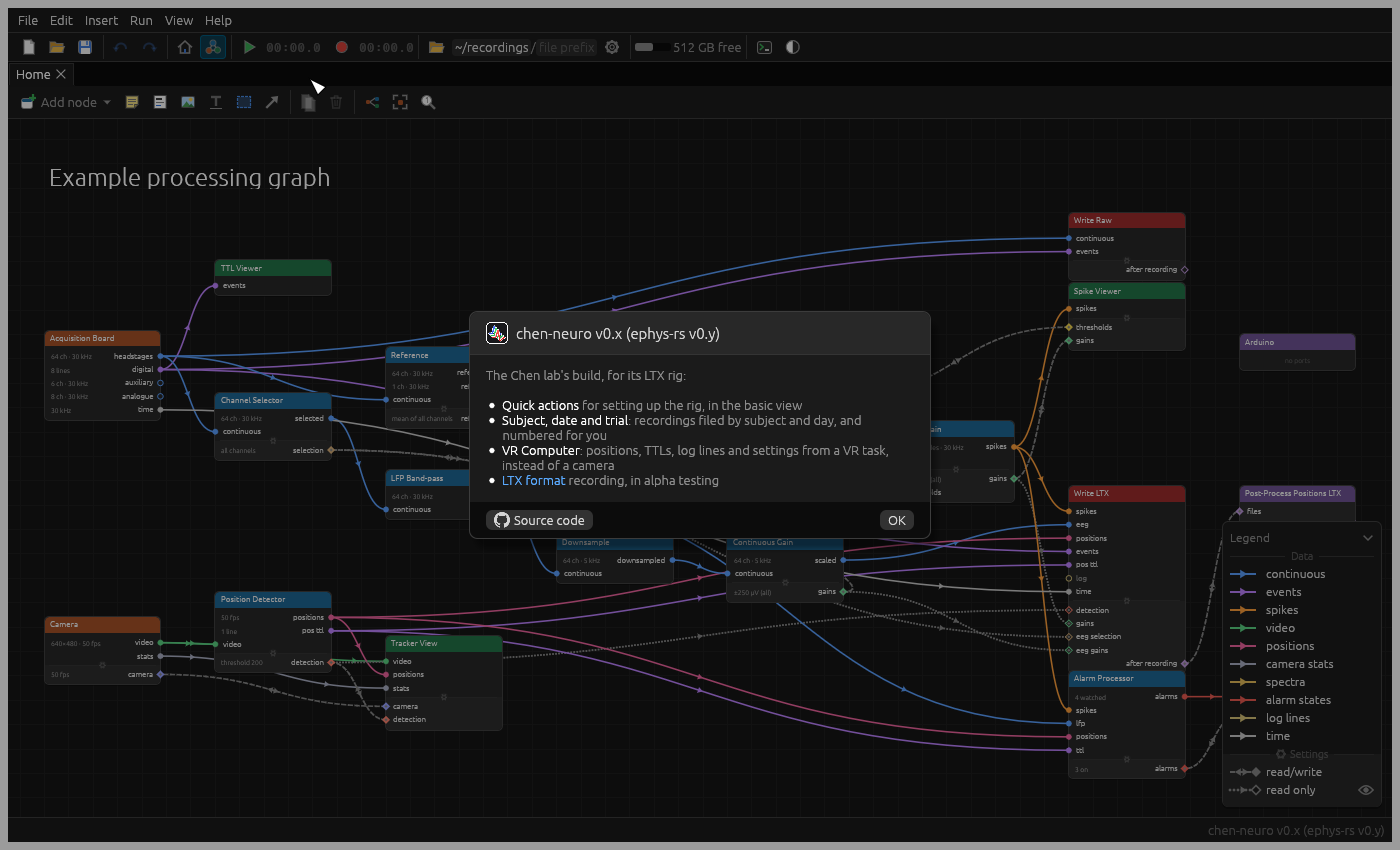 File Edit Insert Run View Help
00:00.0 00:00.0 ~/recordings/file prefix 512 GB free
Home
Add node
Example processing graph
Write Raw
continuous
events
after recording
TTL Viewer
events
Spike Viewer
spikes
thresholds
gains
Acquisition Board
64 ch · 30 kHz headstages
8 lines digital
6 ch · 30 kHz auxiliary
8 ch · 30 kHz analogue
30 kHz time
Arduino
no ports
Reference
64 ch · 30 kHz
1 ch · 30 kHz
continuous
mean of all channels
Channel Selector
64 ch · 30 kHz selected
continuous
all channels selection
LFP Band-pass
64 ch · 30 kHz
continuous
chen-neuro v0.x (ephys-rs v0.y)
The Chen lab's build, for its LTX rig:
Quick actions for setting up the rig, in the basic view
Subject, date and trial: recordings filed by subject and day, and
numbered for you
VR Computer: positions, TTLs, log lines and settings from a VR task,
instead of a camera
LTX format recording, in alpha testing
Source code OK
spikes
gains
Downsample
64 ch · 5 kHz downsampled
continuous
Continuous Gain
64 ch · 5 kHz scaled
continuous
±250 µV (all) gains
Write LTX
spikes
eeg
positions
events
pos ttl
log
time
detection
gains
eeg selection
eeg gains
after recording
Post-Process Positions LTX
files
Position Detector
50 fps positions
1 line pos ttl
video
threshold 200 detection
Camera
640×480 · 50 fps video
stats
50 fps camera
Tracker View
video
positions
stats
camera
detection
Alarm Processor
4 watched alarms
spikes
lfp
positions
ttl
3 on alarms
Legend
Data
continuous
events
spikes
video
positions
camera stats
spectra
alarm states
log lines
time
Settings
read/write
read only
chen-neuro v0.x (ephys-rs v0.y)